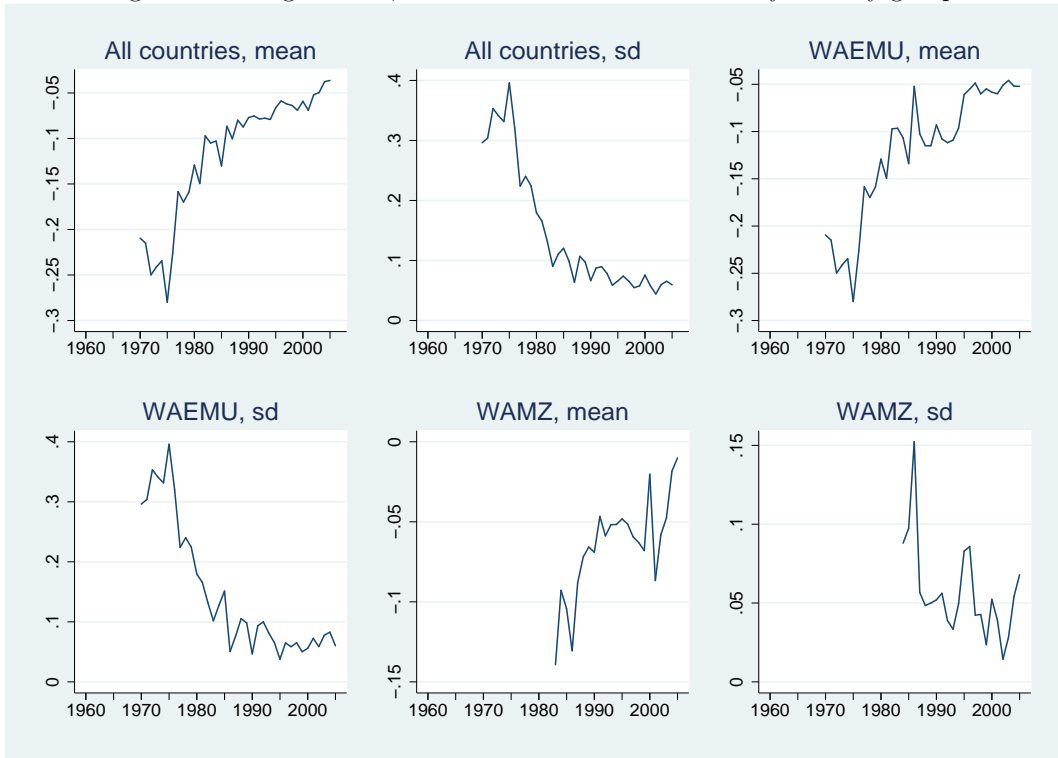 All countries, mean
-.3 -.25 -.2 -.15 -.1 -.05
1960 1970 1980 1990 2000
All countries, sd
0 .1 .2 .3 .4
1960 1970 1980 1990 2000
WAEMU, mean
-.3 -.25 -.2 -.15 -.1 -.05
1960 1970 1980 1990 2000
WAEMU, sd
0 .1 .2 .3 .4
1960 1970 1980 1990 2000
WAMZ, mean
-.15 -.1 -.05 0
1960 1970 1980 1990 2000
WAMZ, sd
0 .05 .1 .15
1960 1970 1980 1990 2000